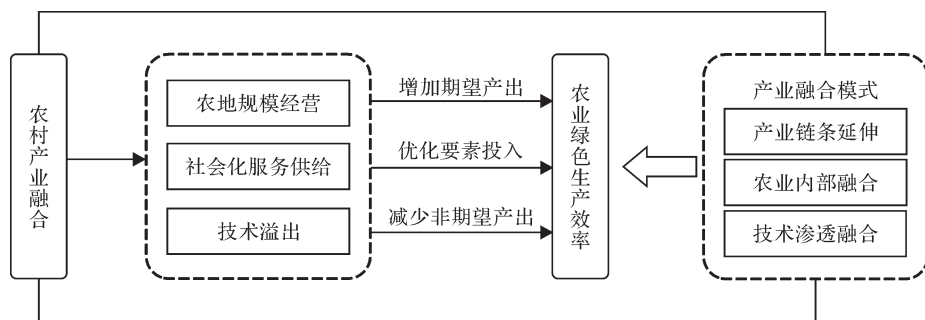 农村产业融合
农地规模经营
社会化服务供给
技术溢出
增加期望产出
优化要素投入
减少非期望产出
农业绿色生产效率
产业融合模式
产业链条延伸
农业内部融合
技术渗透融合